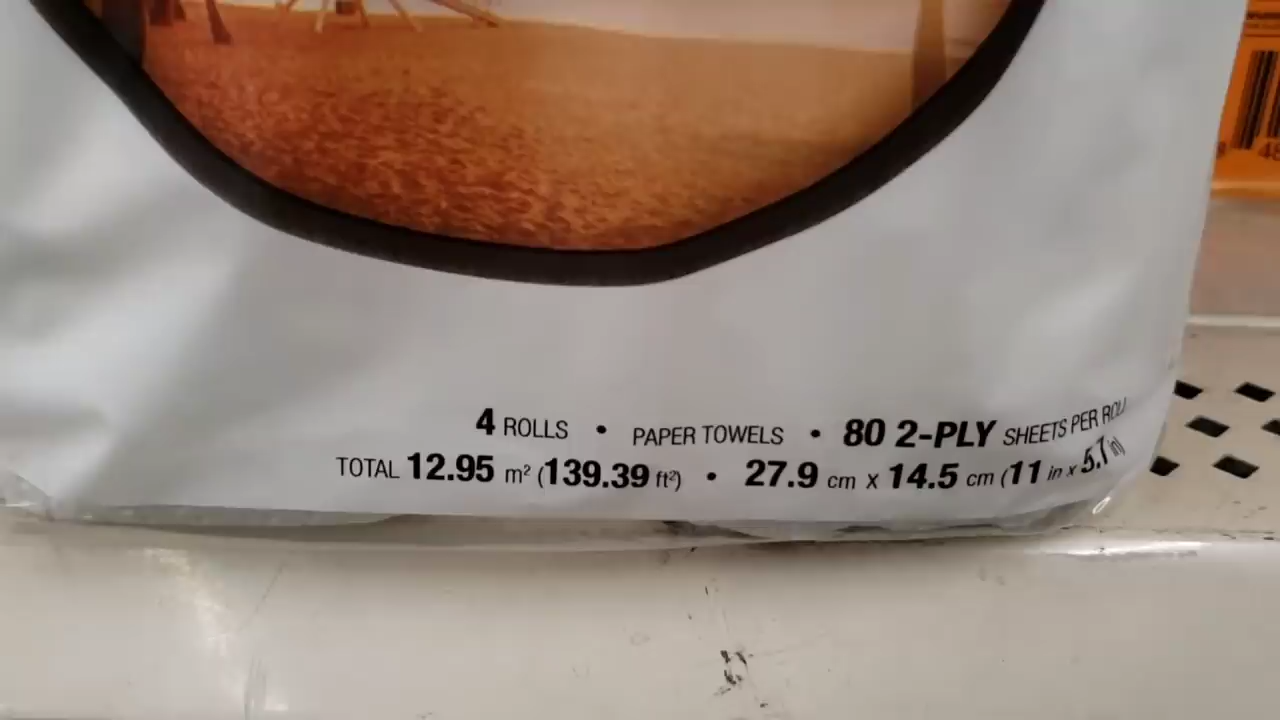 4 ROLLS • PAPER TOWELS • 80 2-PLY SHEETS PER ROLL
TOTAL 12.95 m² (139.39 ft²) • 27.9 cm x 14.5 cm (11 in x 5.7 in)
48